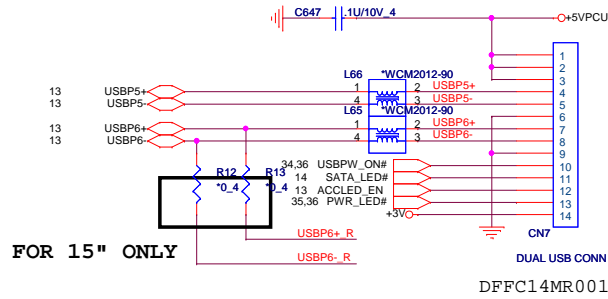 C647 .1U/10V_4 +5VPCU
L66 *WCM2012-90
13 USBP5+ 1 2 USBP5+ 4
13 USBP5- 4 3 USBP5- 5
L65 *WCM2012-90
13 USBP6+ 1 2 USBP6+ 7
13 USBP6- 4 3 USBP6- 8
1
2
3
6
9
R12 R13
*0_4 *0_4
34,36 USBPW_ON# 10
14 SATA_LED# 11
13 ACCLED_EN 12
35,36 PWR_LED# 13
+3V 14
CN7
USBP6+_R
FOR 15" ONLY
USBP6-_R
DUAL USB CONN
DFFC14MR001